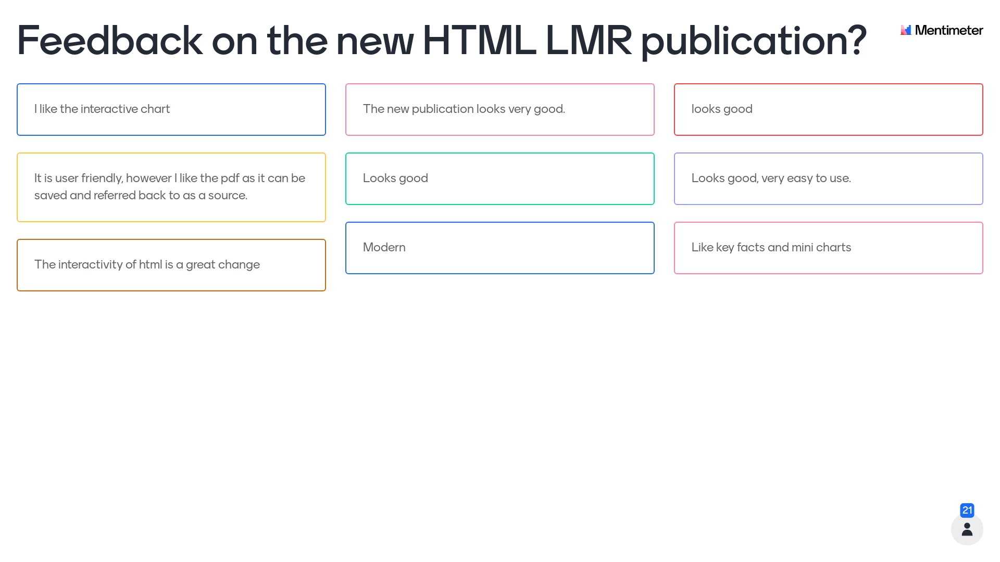 Feedback on the new HTML LMR publication?
Mentimeter
I like the interactive chart
The new publication looks very good.
looks good
It is user friendly, however I like the pdf as it can be
saved and referred back to as a source.
Looks good
Looks good, very easy to use.
The interactivity of html is a great change
Modern
Like key facts and mini charts
21